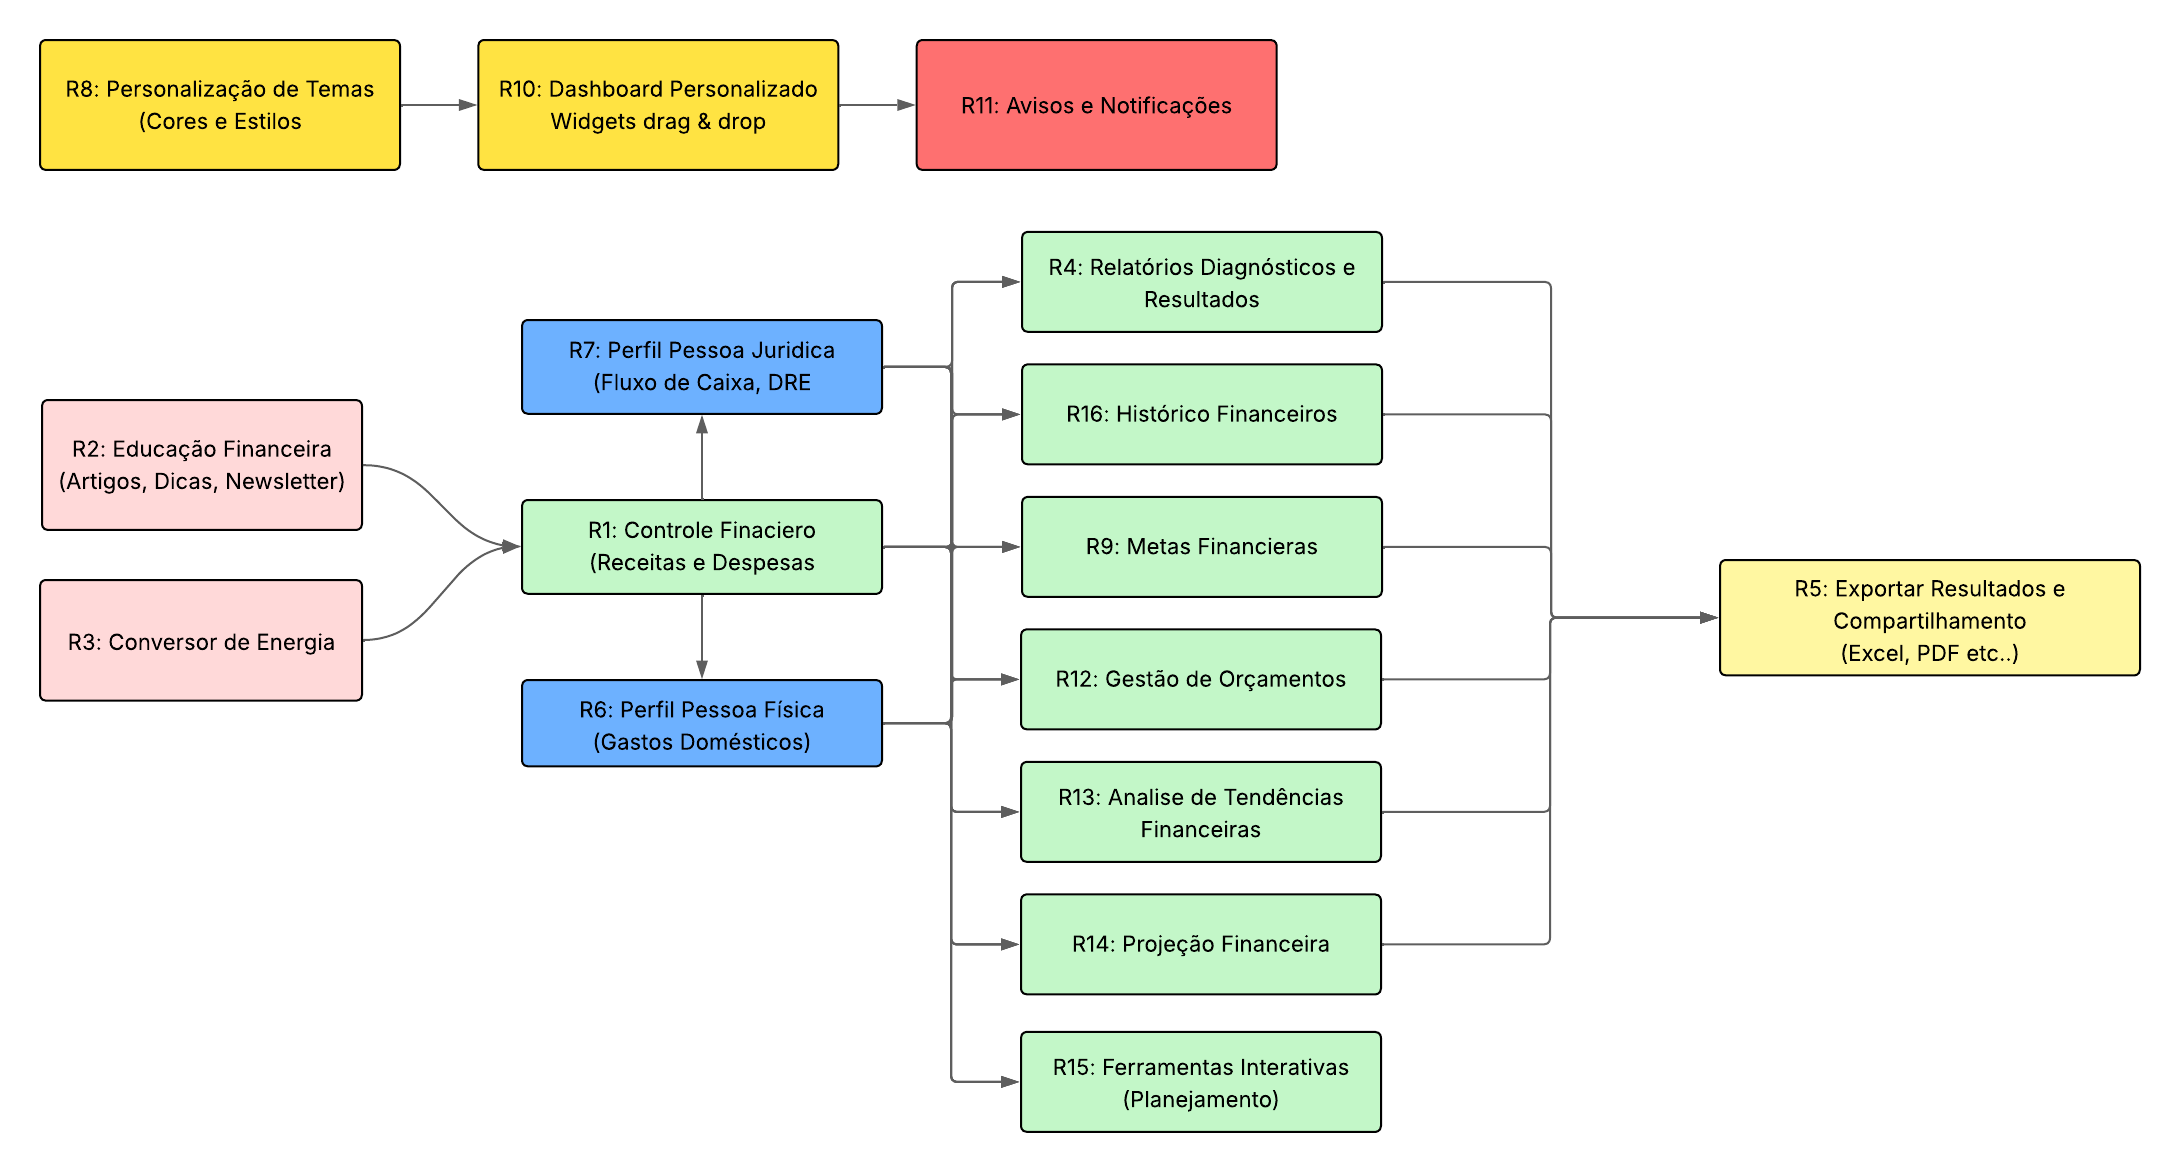 R8: Personalização de Temas
(Cores e Estilos
R10: Dashboard Personalizado
Widgets drag & drop
R11: Avisos e Notificações
R4: Relatórios Diagnósticos e
Resultados
R7: Perfil Pessoa Juridica
(Fluxo de Caixa, DRE
R16: Histórico Financeiros
R2: Educação Financeira
(Artigos, Dicas, Newsletter)
R1: Controle Finaciero
(Receitas e Despesas
R9: Metas Financieras
R3: Conversor de Energia
R5: Exportar Resultados e
Compartilhamento
(Excel, PDF etc..)
R12: Gestão de Orçamentos
R6: Perfil Pessoa Física
(Gastos Domésticos)
R13: Analise de Tendências
Financeiras
R14: Projeção Financeira
R15: Ferramentas Interativas
(Planejamento)